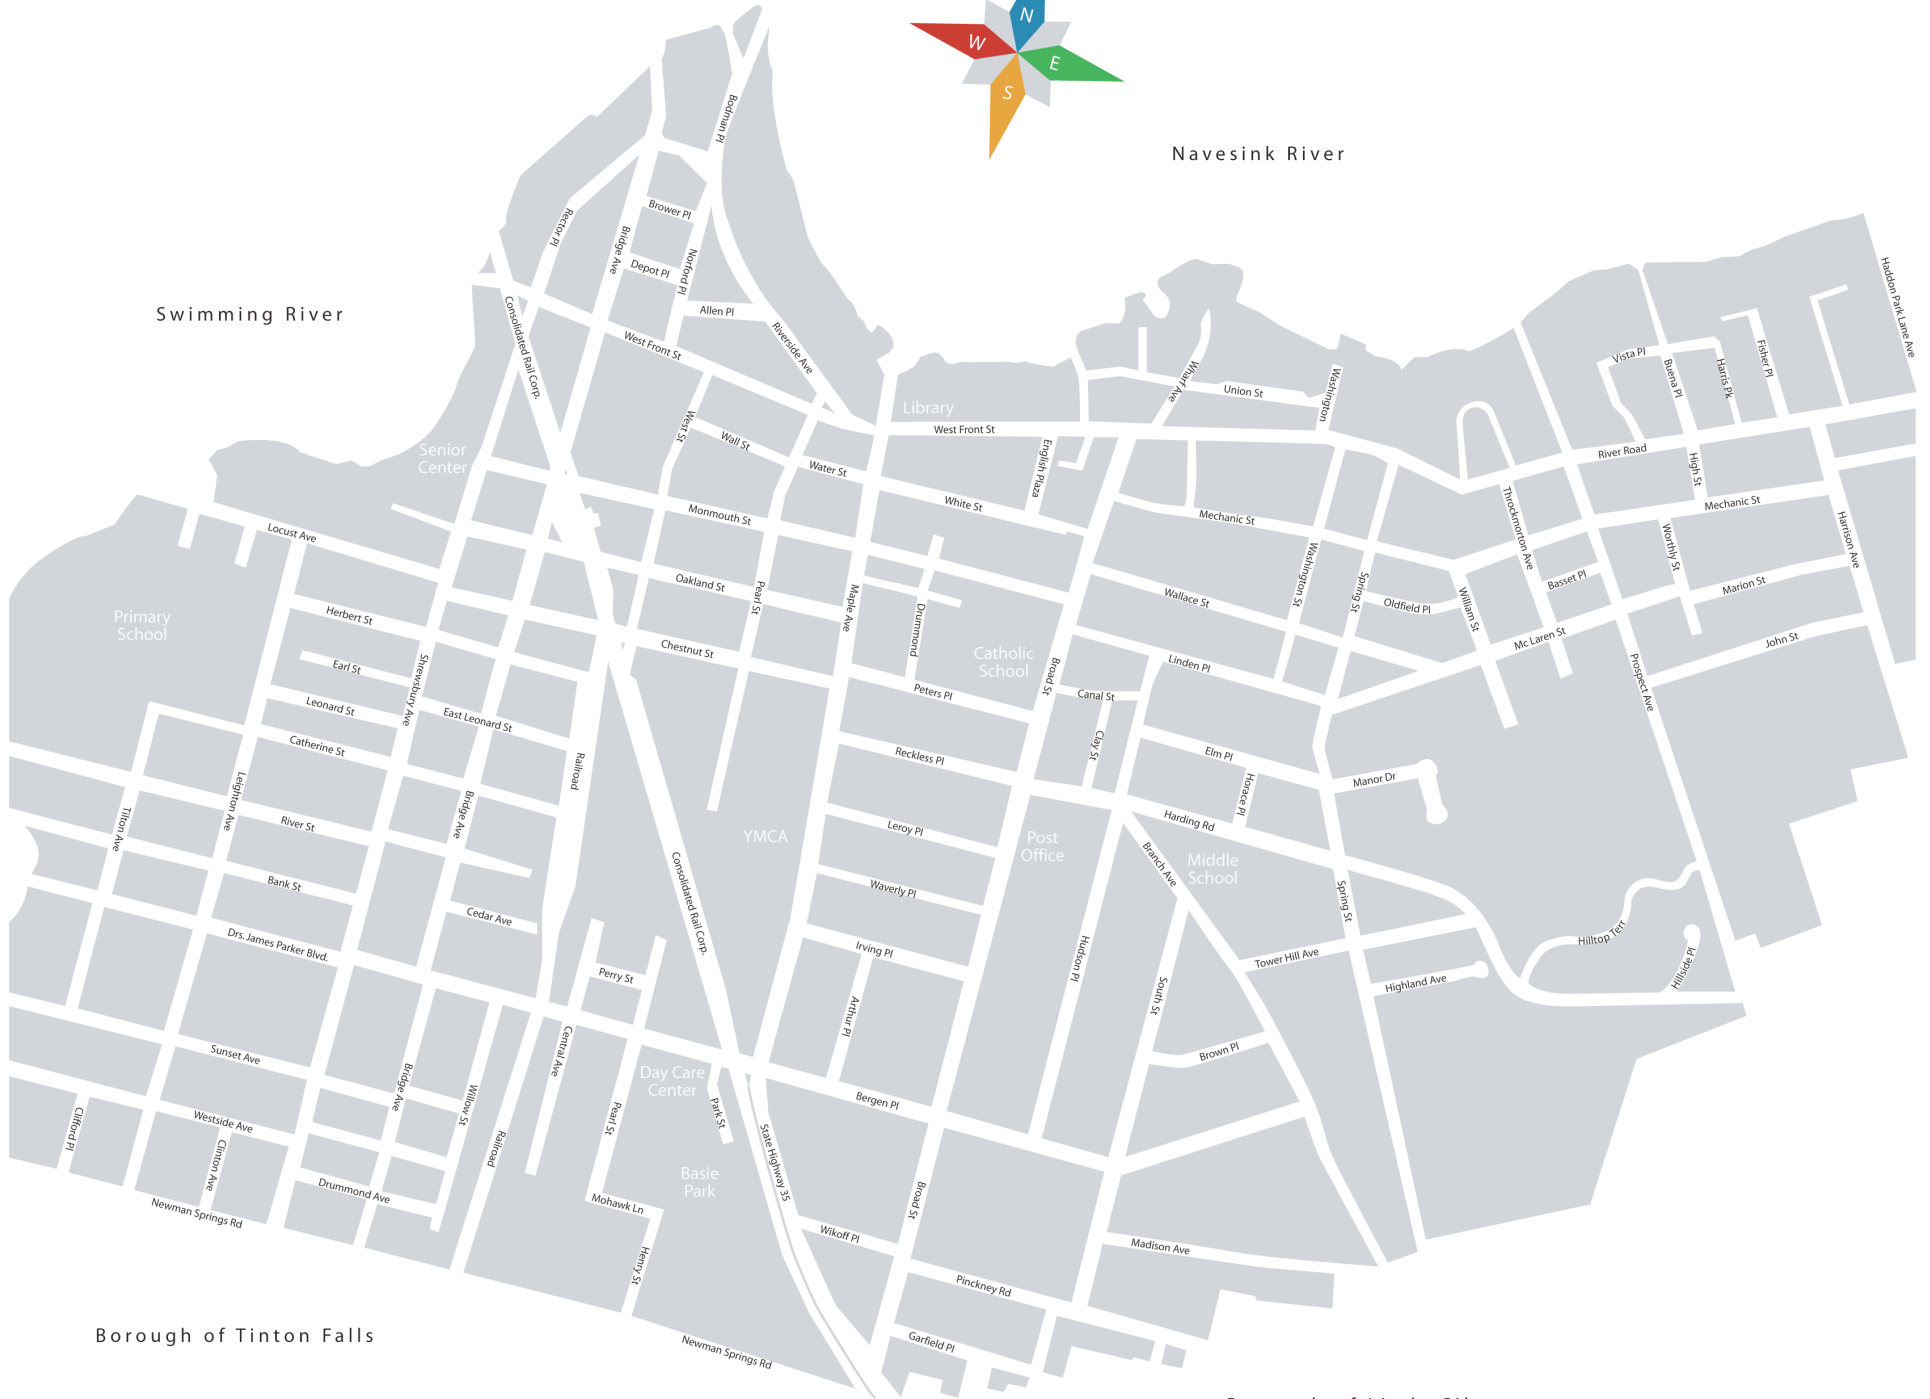 N
W
E
S
Navesink River
Swimming River
Bodman Pl
Rector Pl
Brower Pl
Bridge Ave
Depot Pl
Norford Pl
Allen Pl
Consolidated Rail Corp.
West Front St
Riverside Ave
Haddon Park Lane Ave
Vista Pl
Buena Pl
Harris Pk
Fisher Pl
Wharf Ave
Union St
Washington
Library
West Front St
West St
Wall St
Water St
English Plaza
River Road
High St
Senior
Center
White St
Monmouth St
Mechanic St
Mechanic St
Throckmorton Ave
Harrison Ave
Locust Ave
Worthly St
Oakland St
Pearl St
Maple Ave
Washington St
Spring St
Basset Pl
Marion St
Primary
School
Herbert St
Drummond
Wallace St
Oldfield Pl
William St
Mc Laren St
John St
Earl St
Shrewsbury Ave
Chestnut St
Catholic
School
Broad St
Linden Pl
Prospect Ave
Leonard St
East Leonard St
Peters Pl
Canal St
Catherine St
Railroad
Reckless Pl
Clay St
Elm Pl
Horace Pl
Manor Dr
Tilton Ave
Leighton Ave
River St
Bridge Ave
YMCA
Leroy Pl
Post
Office
Harding Rd
Branch Ave
Middle
School
Bank St
Cedar Ave
Consolidated Rail Corp.
Waverly Pl
Spring St
Drs. James Parker Blvd.
Perry St
Irving Pl
Hudson Pl
South St
Tower Hill Ave
Highland Ave
Hilltop Terr
Hillside Pl
Arthur Pl
Sunset Ave
Bridge Ave
Willow St
Central Ave
Day Care
Center
Brown Pl
Clifford Pl
Westside Ave
Clinton Ave
Railroad
Pearl St
Park St
Bergen Pl
State Highway 35
Basie
Park
Drummond Ave
Newman Springs Rd
Mohawk Ln
Broad St
Wikoff Pl
Madison Ave
Henry St
Pinckney Rd
Borough of Tinton Falls
Newman Springs Rd
Garfield Pl